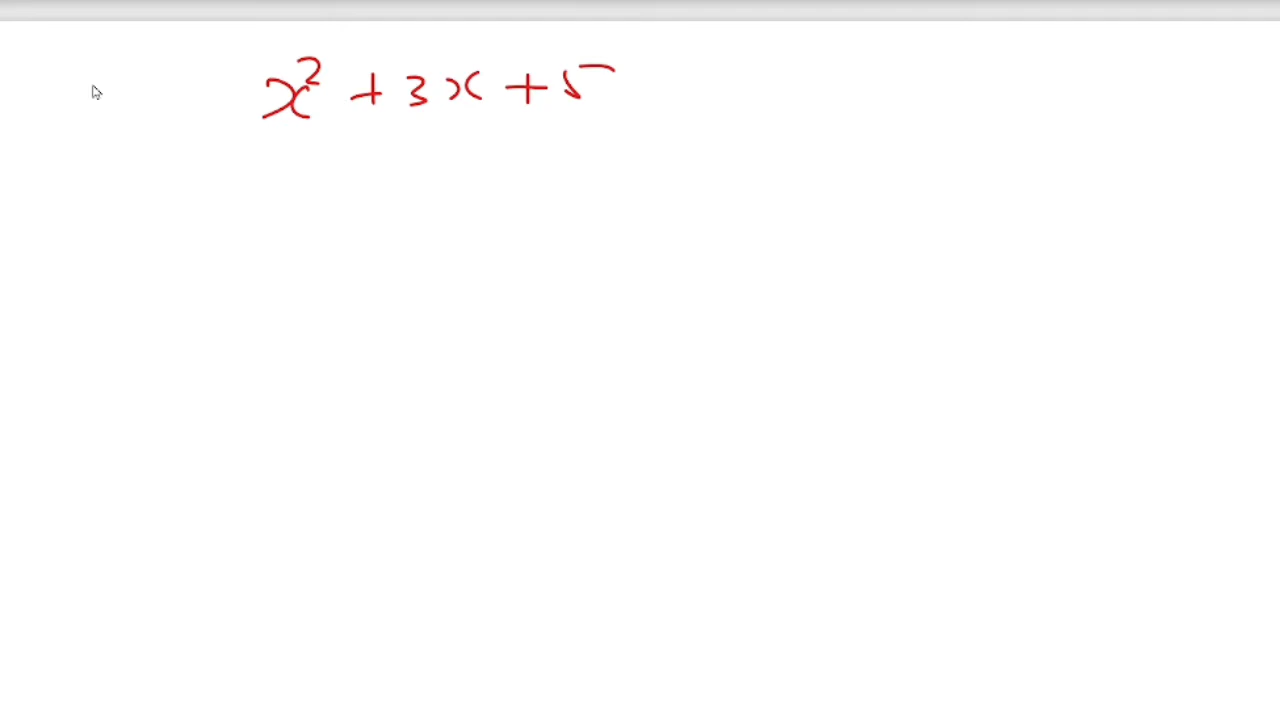 x² + 3x + 5